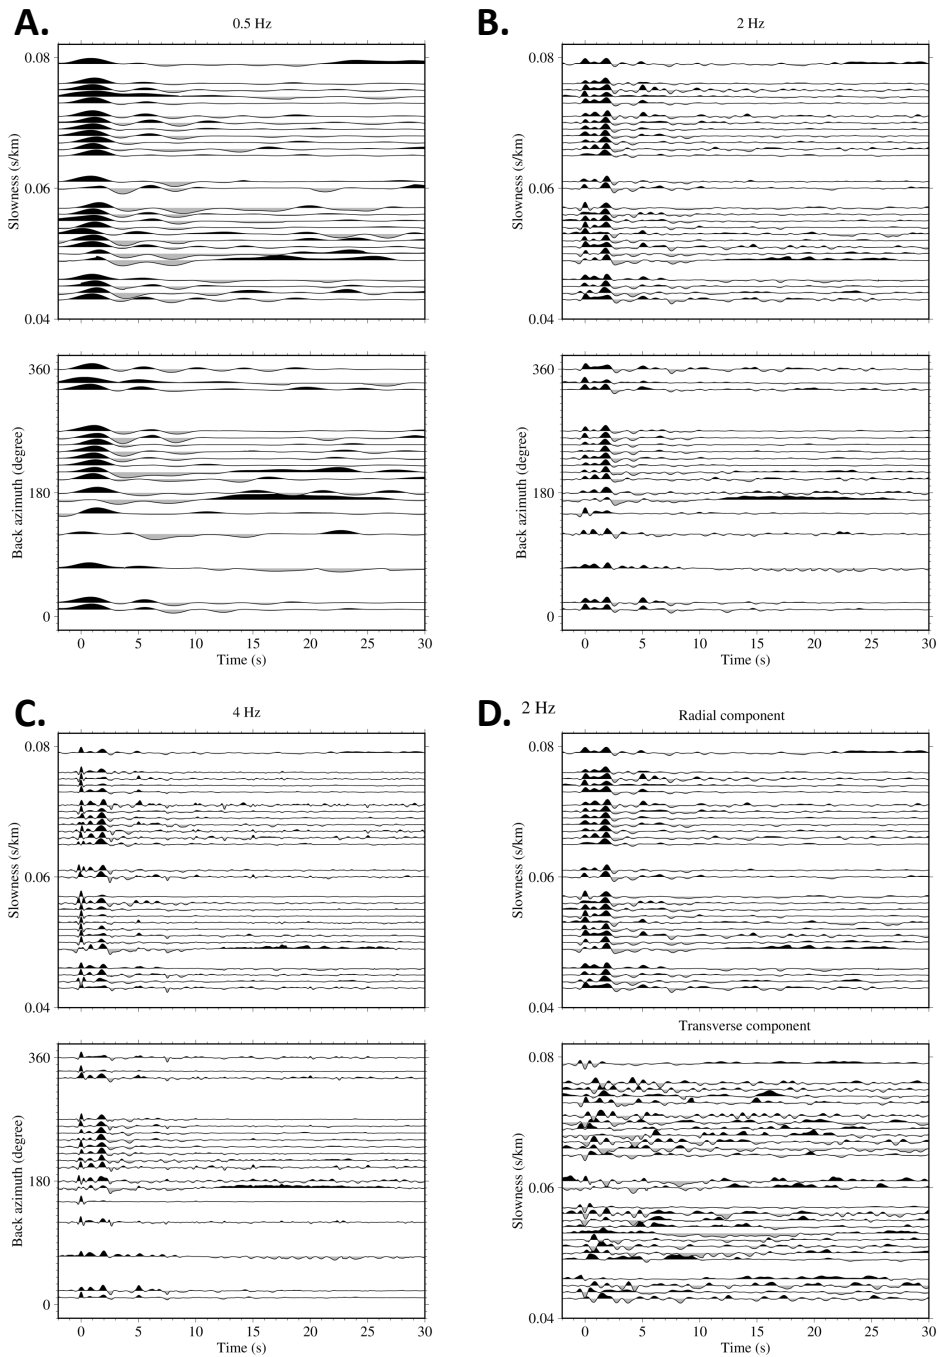 A.
0.5 Hz
0.08
0.06
0.04
Slowness (s/km)
360
180
0
Back azimuth (degree)
0 5 10 15 20 25 30
Time (s)
B.
2 Hz
0.08
0.06
0.04
Slowness (s/km)
360
180
0
Back azimuth (degree)
0 5 10 15 20 25 30
Time (s)
C.
4 Hz
0.08
0.06
0.04
Slowness (s/km)
360
180
0
Back azimuth (degree)
0 5 10 15 20 25 30
Time (s)
D.
2 Hz
Radial component
0.08
0.06
0.04
Slowness (s/km)
Transverse component
0.08
0.06
0.04
Slowness (s/km)
0 5 10 15 20 25 30
Time (s)